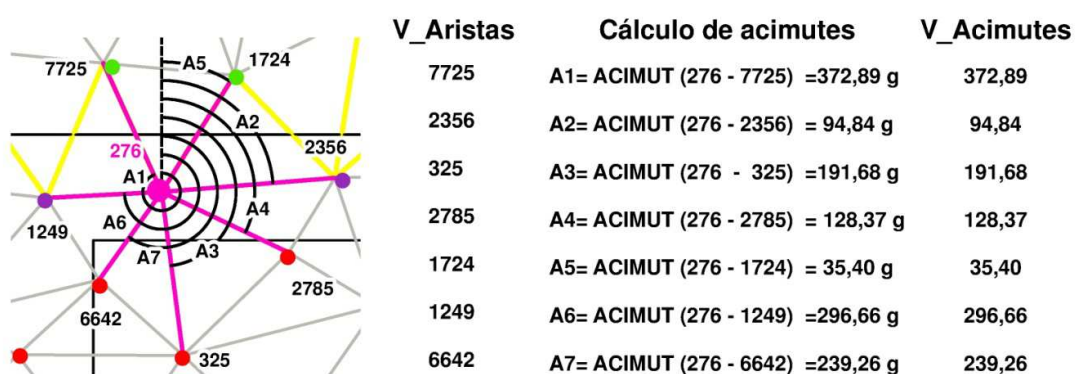 V_Aristas Cálculo de acimutes V_Acimutes
7725 A1= ACIMUT (276 - 7725) =372,89 g 372,89
2356 A2= ACIMUT (276 - 2356) = 94,84 g 94,84
325 A3= ACIMUT (276 - 325) =191,68 g 191,68
2785 A4= ACIMUT (276 - 2785) = 128,37 g 128,37
1724 A5= ACIMUT (276 - 1724) = 35,40 g 35,40
1249 A6= ACIMUT (276 - 1249) =296,66 g 296,66
6642 A7= ACIMUT (276 - 6642) =239,26 g 239,26
7725
A5
1724
A2
276
2356
A1
A4
A6
1249
A7
A3
2785
6642
325